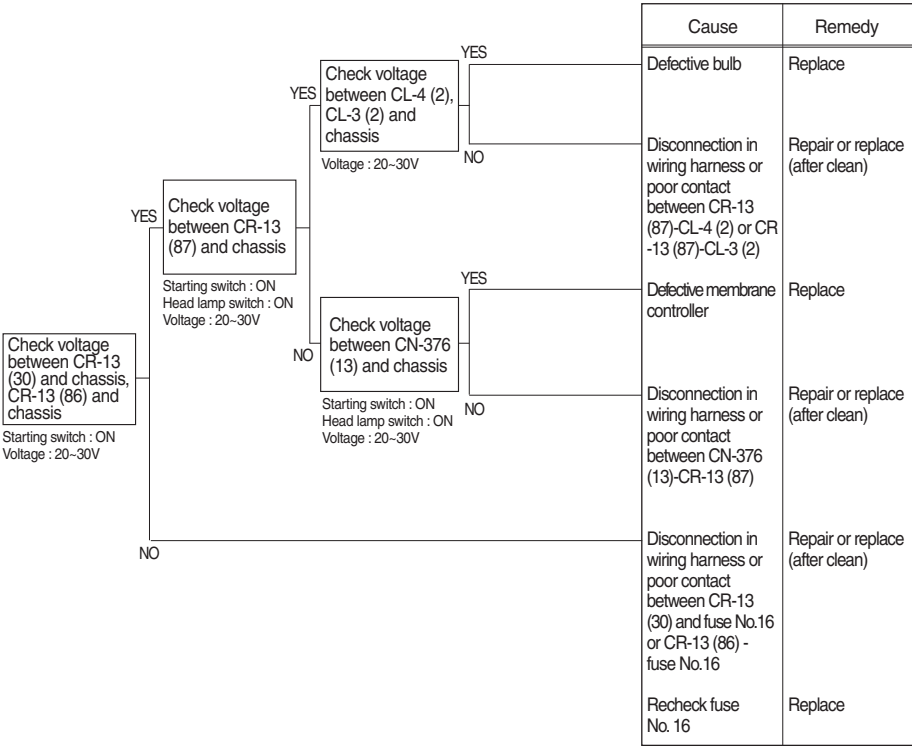 Check voltage
between CR-13
(30) and chassis,
CR-13 (86) and
chassis
Starting switch : ON
Voltage : 20~30V
YES
NO
Check voltage
between CR-13
(87) and chassis
Starting switch : ON
Head lamp switch : ON
Voltage : 20~30V
YES
NO
Check voltage
between CL-4 (2),
CL-3 (2) and
chassis
Voltage : 20~30V
YES
NO
Check voltage
between CN-376
(13) and chassis
Starting switch : ON
Head lamp switch : ON
Voltage : 20~30V
YES
NO
Cause Remedy
Defective bulb Replace
Disconnection in Repair or replace
wiring harness or (after clean)
poor contact
between CR-13
(87)-CL-4 (2) or CR
-13 (87)-CL-3 (2)
Defective membrane Replace
controller
Disconnection in Repair or replace
wiring harness or (after clean)
poor contact
between CN-376
(13)-CR-13 (87)
Disconnection in Repair or replace
wiring harness or (after clean)
poor contact
between CR-13
(30) and fuse No.16
or CR-13 (86) -
fuse No.16
Recheck fuse Replace
No. 16